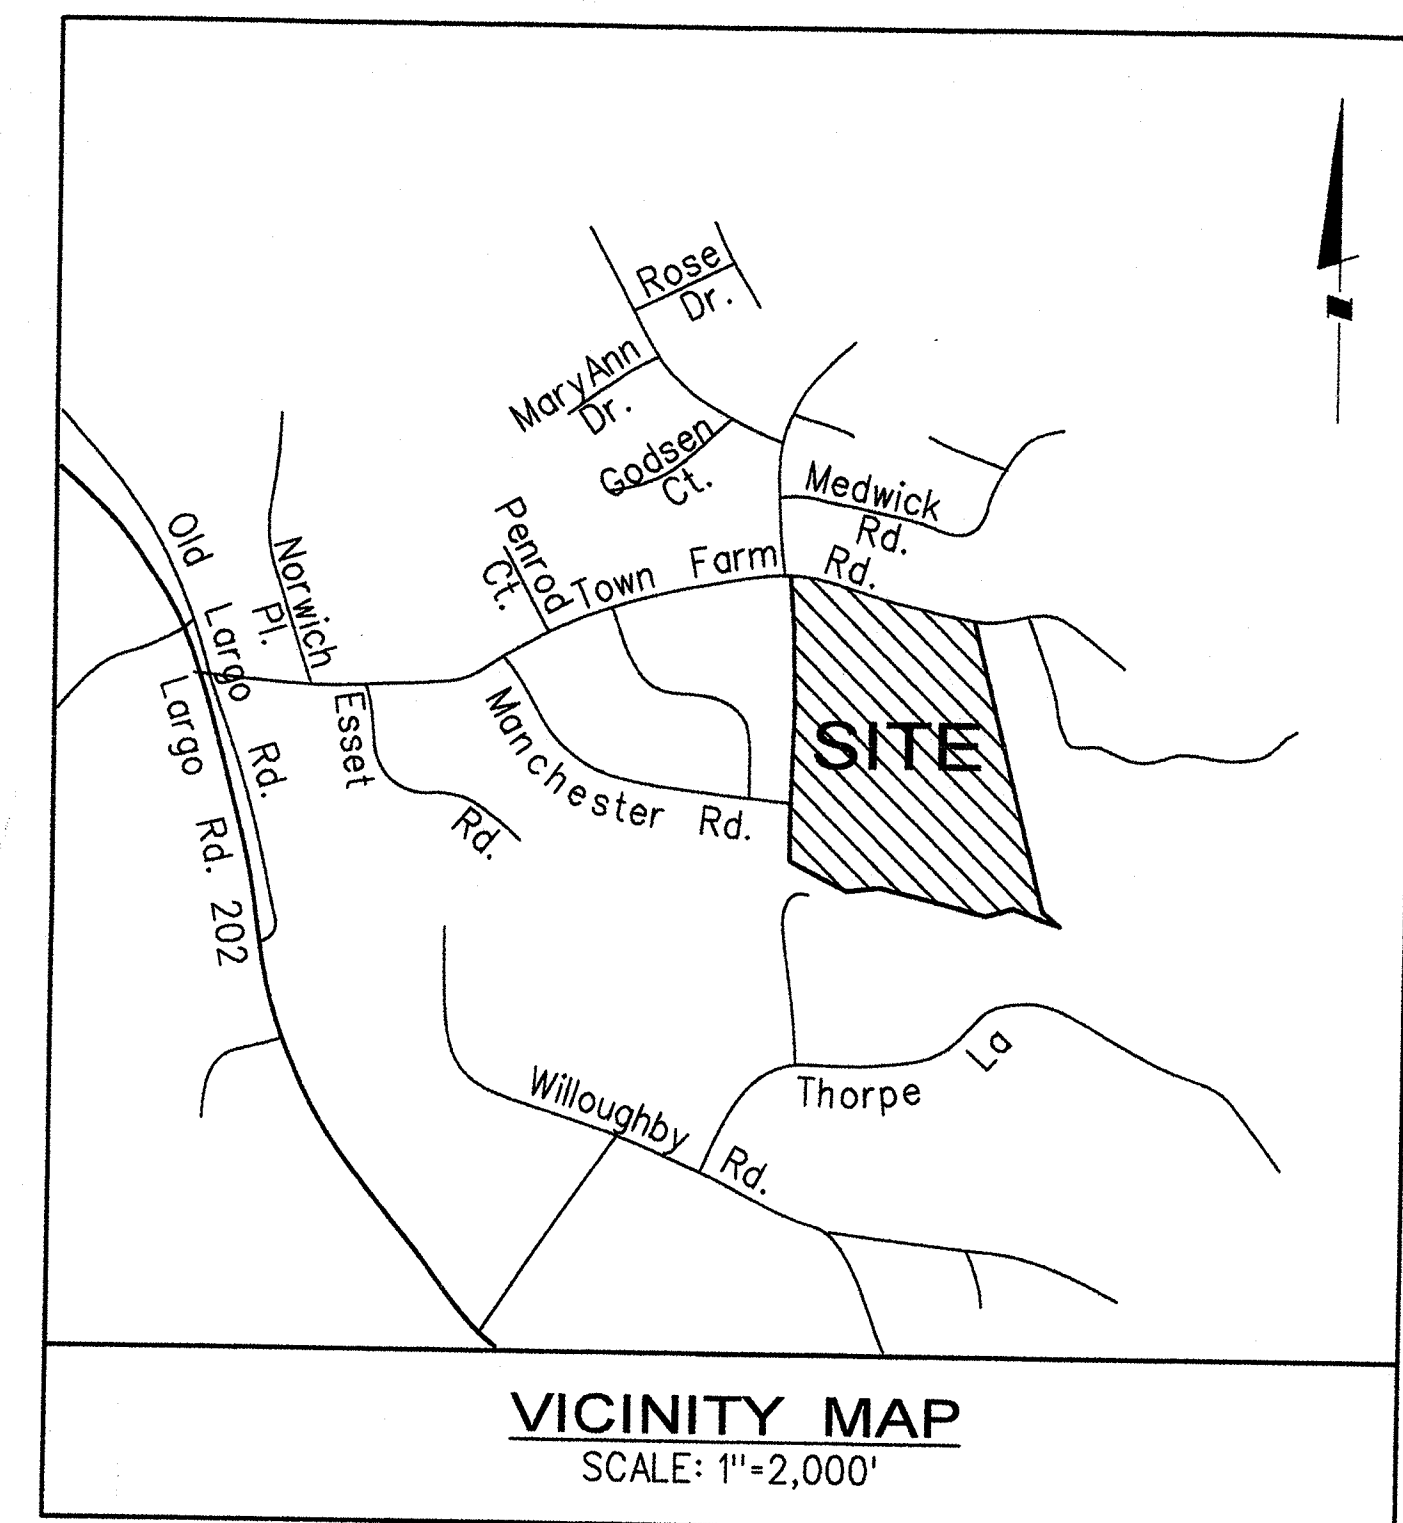 Rose
Dr.
MaryAnn
Dr.
Godsen
Ct.
Medwick
Rd.
Penrod
Ct.
Town Farm Rd.
Norwich
Pl.
Old Largo Rd.
Largo Rd. 202
Esset Rd.
Manchester Rd.
SITE
Willoughby Rd.
Thorpe La
VICINITY MAP
SCALE: 1"=2,000'